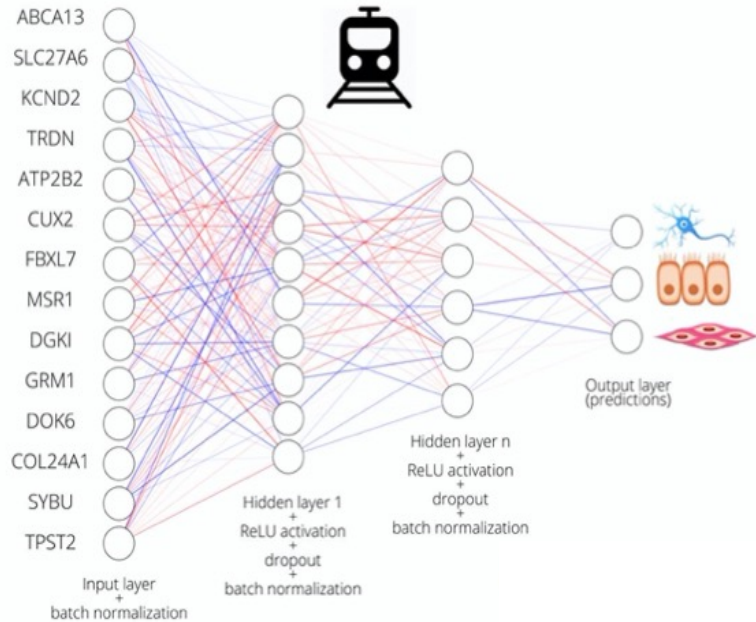 ABCA13
SLC27A6
KCND2
TRDN
ATP2B2
CUX2
FBXL7
MSR1
DGKI
GRM1
DOK6
COL24A1
SYBU
TPST2
Input layer
+
batch normalization
Hidden layer 1
+
ReLU activation
+
dropout
+
batch normalization
Hidden layer n
+
ReLU activation
+
dropout
+
batch normalization
Output layer
(predictions)